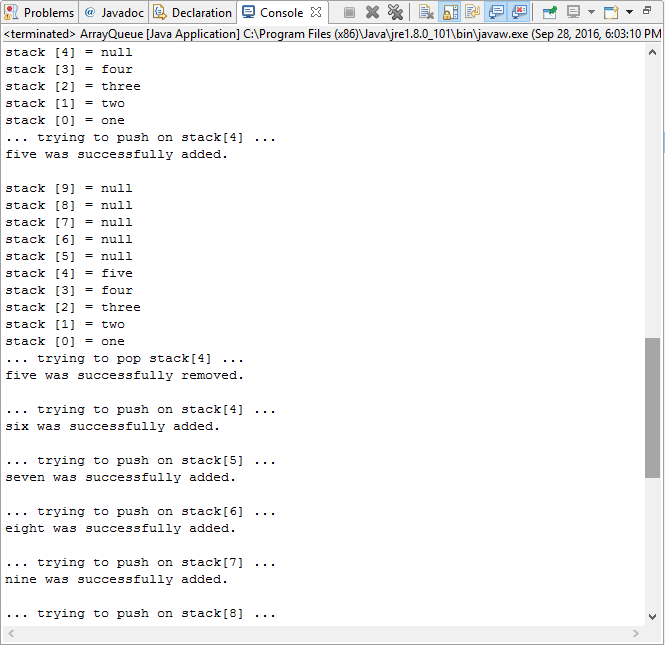 Problems @ Javadoc Declaration Console
<terminated> ArrayQueue [Java Application] C:\Program Files (x86)\Java\jre1.8.0_101\bin\javaw.exe (Sep 28, 2016, 6:03:10 PM
stack [4] = null
stack [3] = four
stack [2] = three
stack [1] = two
stack [0] = one
... trying to push on stack[4] ...
five was successfully added.
stack [9] = null
stack [8] = null
stack [7] = null
stack [6] = null
stack [5] = null
stack [4] = five
stack [3] = four
stack [2] = three
stack [1] = two
stack [0] = one
... trying to pop stack[4] ...
five was successfully removed.
... trying to push on stack[4] ...
six was successfully added.
... trying to push on stack[5] ...
seven was successfully added.
... trying to push on stack[6] ...
eight was successfully added.
... trying to push on stack[7] ...
nine was successfully added.
... trying to push on stack[8] ...